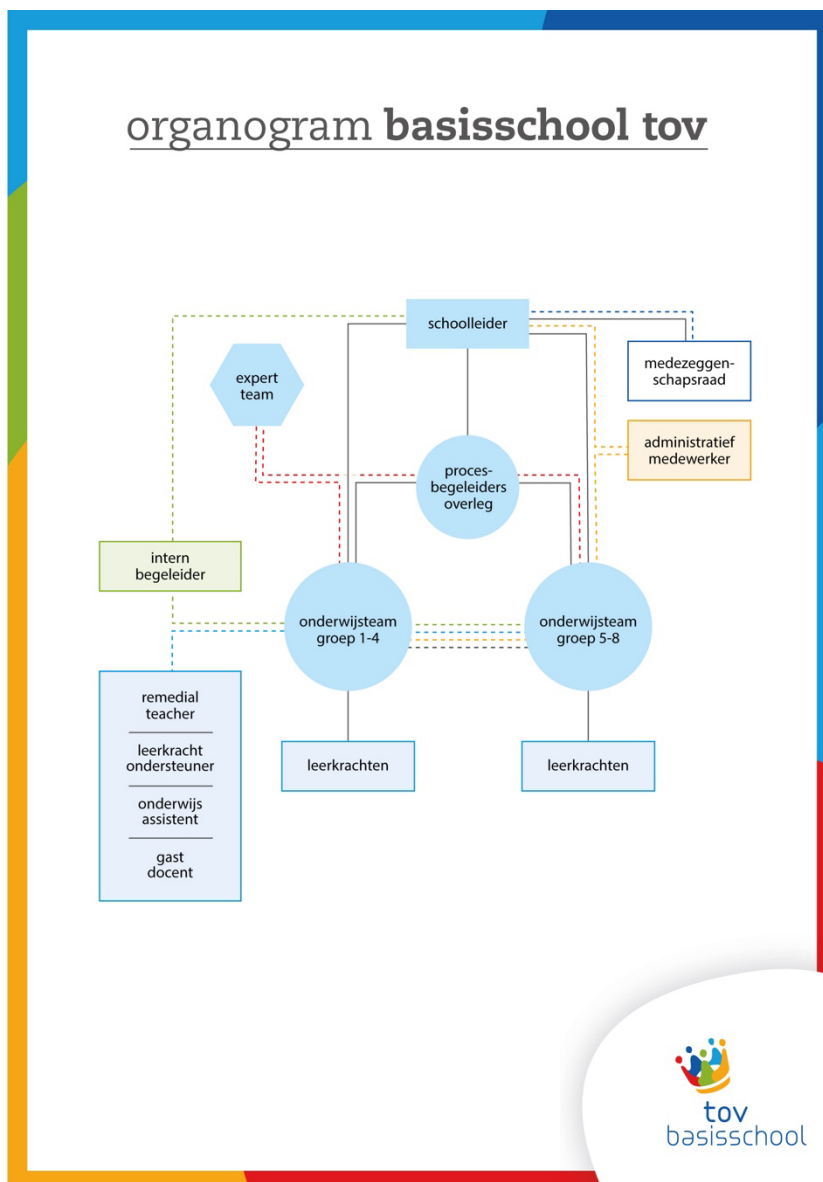 organogram basisschool tov
schoolleider
medezeggen-
schapsraad
expert
team
administratief
medewerker
proces-
begeleiders
overleg
intern
begeleider
onderwijsteam
groep 1-4
onderwijsteam
groep 5-8
remedial
teacher
leerkracht
ondersteuner
onderwijs
assistent
gast
docent
leerkrachten
leerkrachten
tov
basisschool